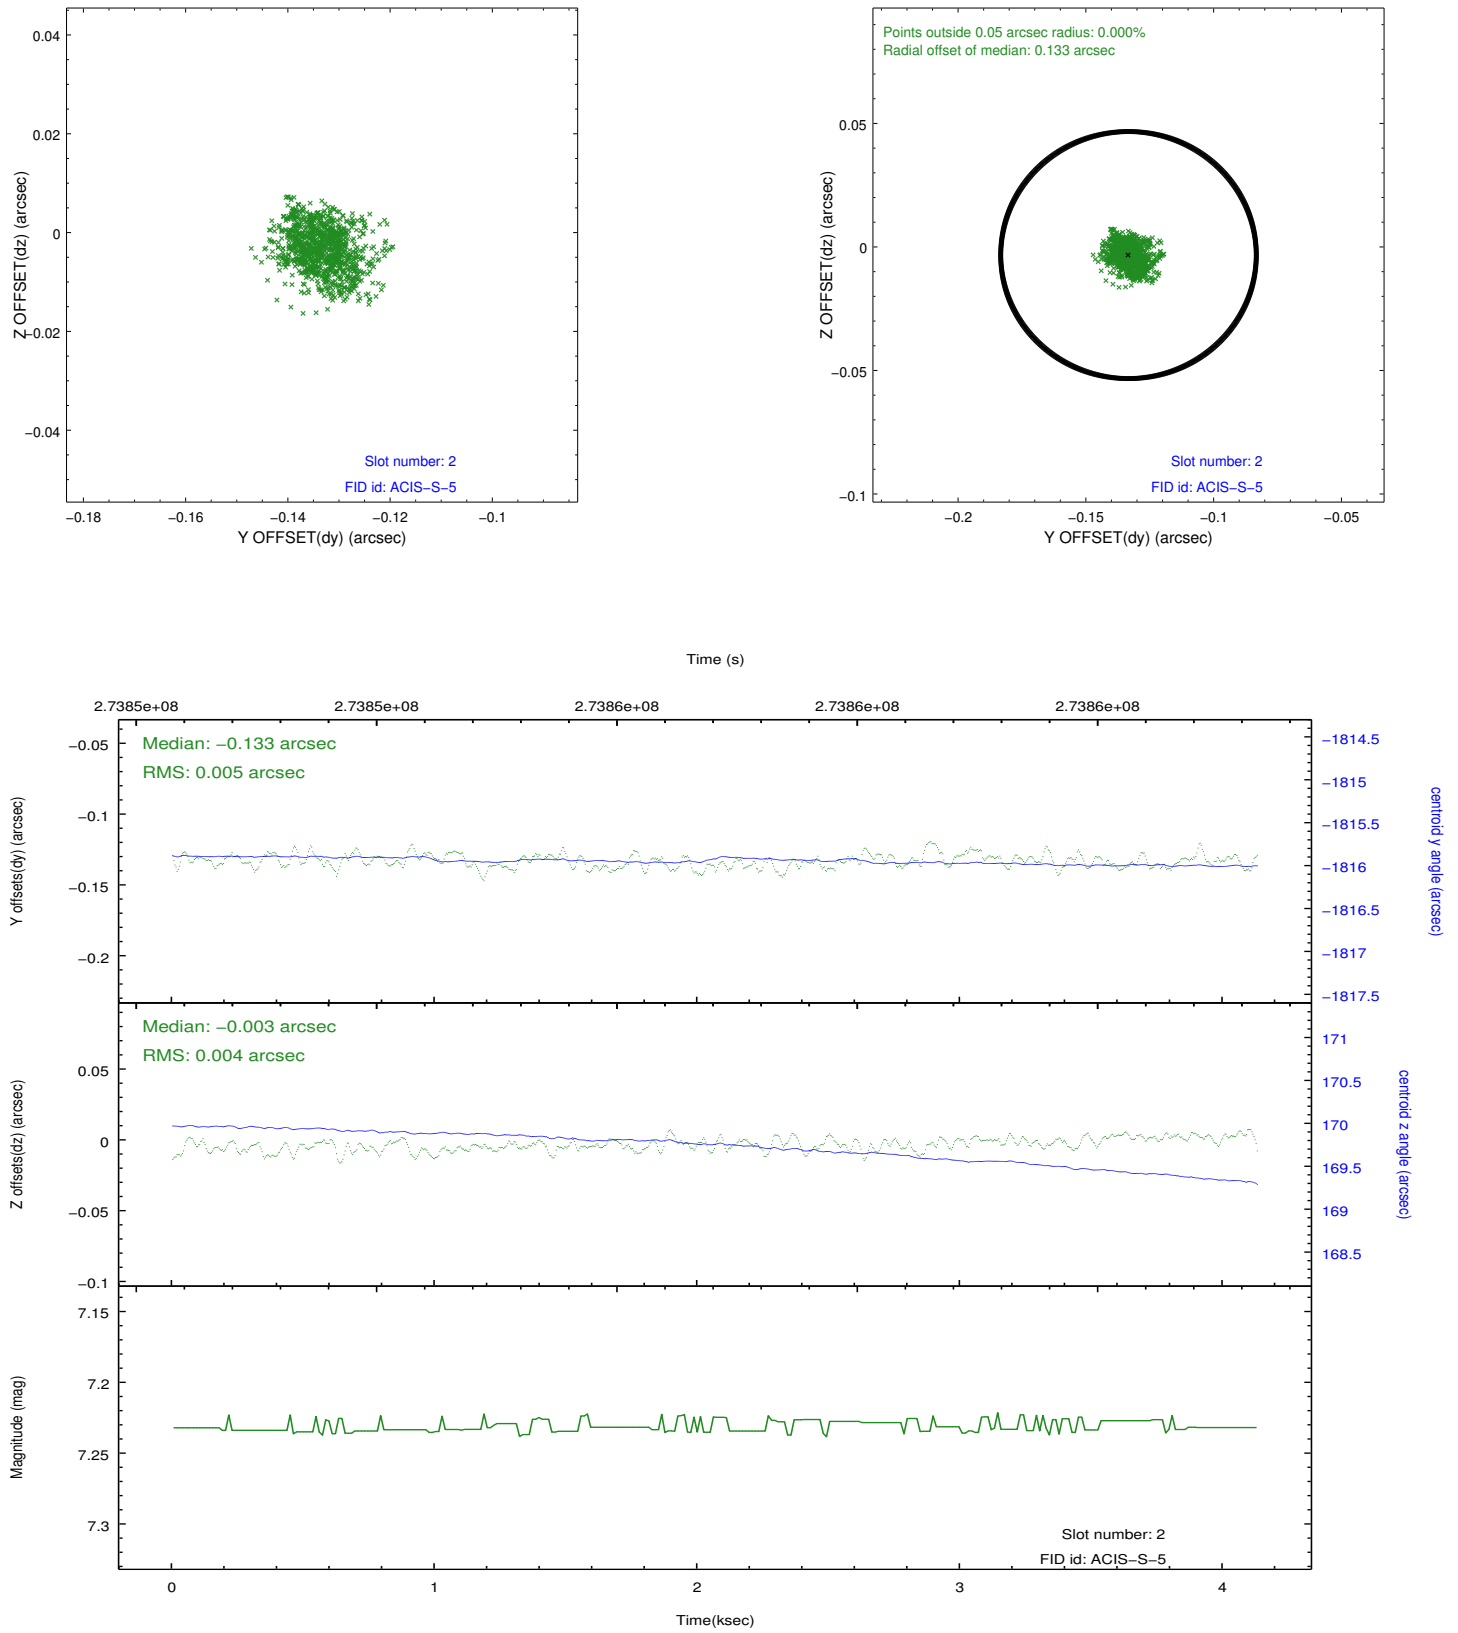 0.04
0.02
0
−0.02
−0.04
Z OFFSET(dz) (arcsec)
Slot number: 2
FID id: ACIS−S−5
−0.18 −0.16 −0.14 −0.12 −0.1
Y OFFSET(dy) (arcsec)
Points outside 0.05 arcsec radius: 0.000%
Radial offset of median: 0.133 arcsec
0.05
0
−0.05
−0.1
Z OFFSET(dz) (arcsec)
Slot number: 2
FID id: ACIS−S−5
−0.2 −0.15 −0.1 −0.05
Y OFFSET(dy) (arcsec)
Time (s)
2.7385e+08 2.7385e+08 2.7386e+08 2.7386e+08 2.7386e+08
Median: −0.133 arcsec
RMS: 0.005 arcsec
−0.05
−0.1
−0.15
−0.2
Y offsets(dy) (arcsec)
−1814.5
−1815
−1815.5
−1816
−1816.5
−1817
−1817.5
centroid y angle (arcsec)
Median: −0.003 arcsec
RMS: 0.004 arcsec
0.05
0
−0.05
−0.1
Z offsets(dz) (arcsec)
171
170.5
170
169.5
169
168.5
centroid z angle (arcsec)
7.15
7.2
7.25
7.3
Magnitude (mag)
Slot number: 2
FID id: ACIS−S−5
0 1 2 3 4
Time(ksec)